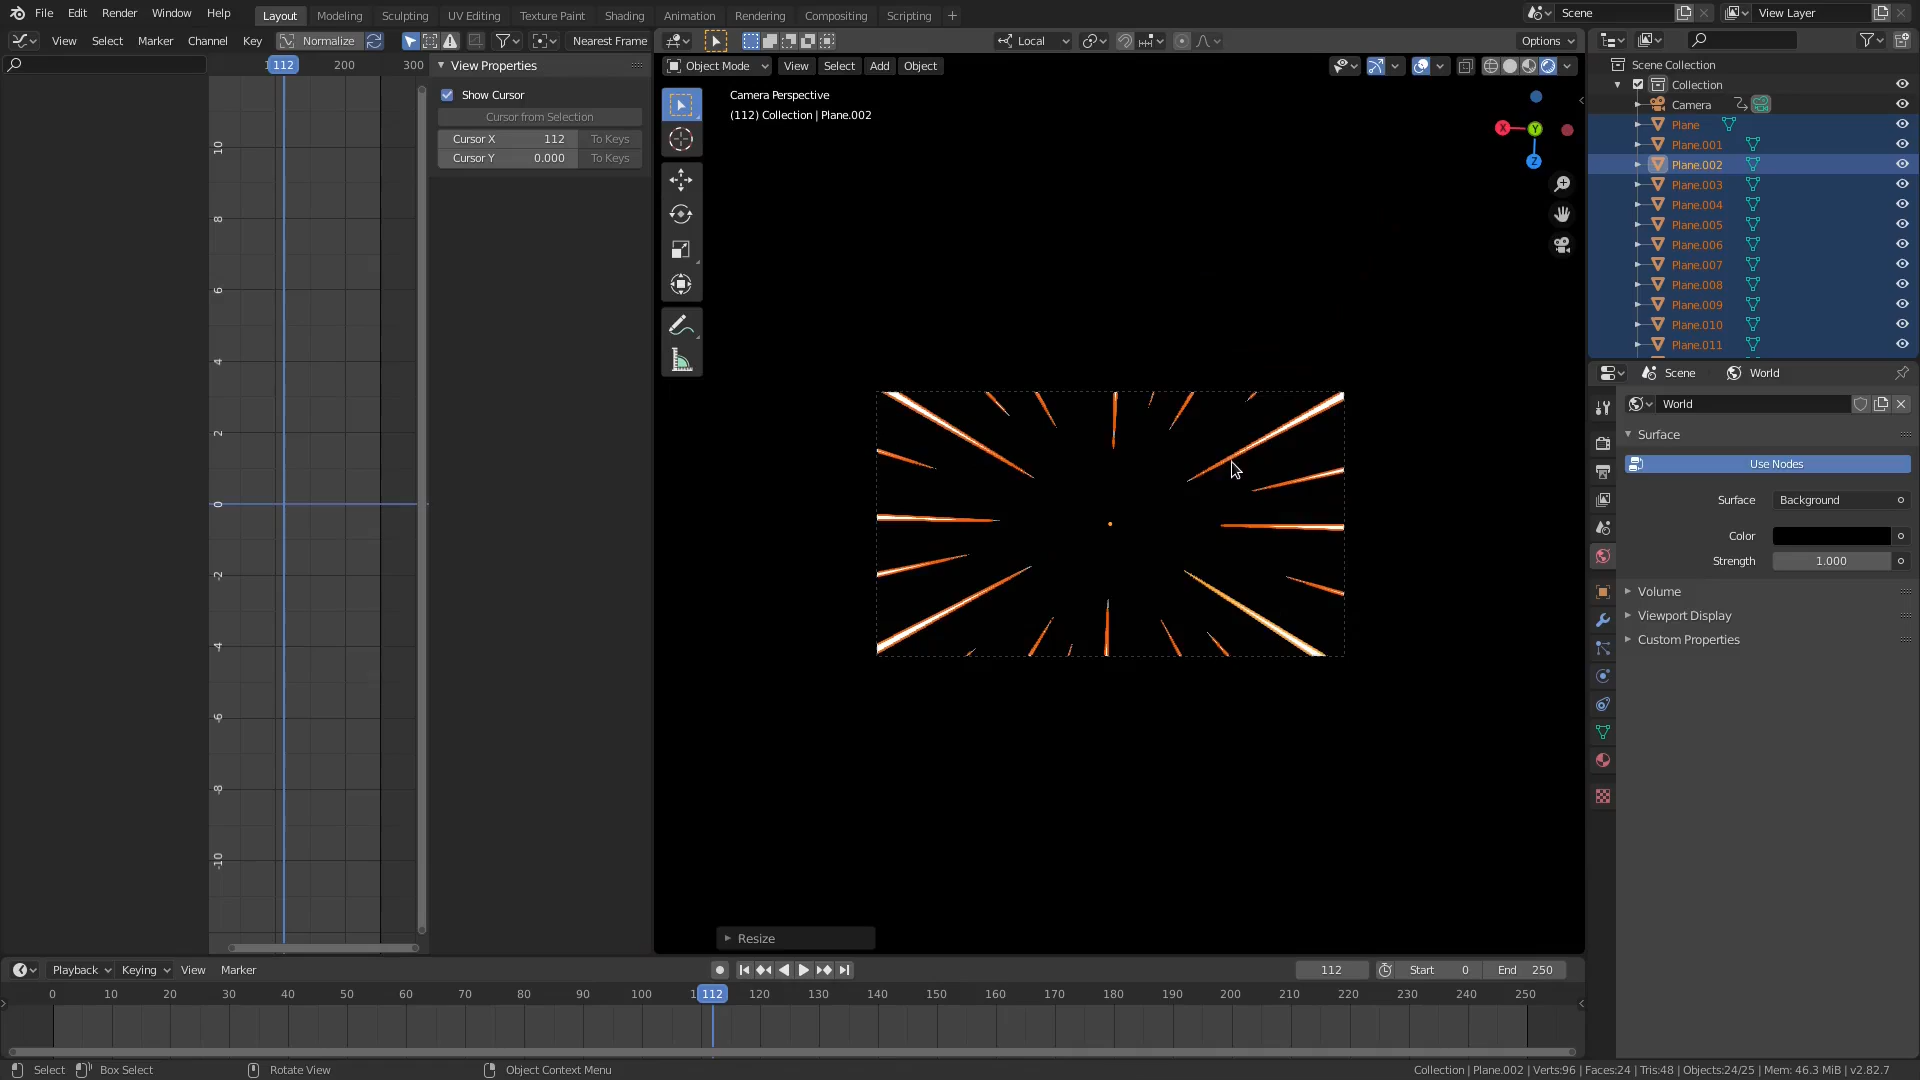 File Edit Render Window Help Layout Modeling Sculpting UV Editing Texture Paint Shading Animation Rendering Compositing Scripting + Scene View Layer
View Select Marker Channel Key Normalize Nearest Frame Local Options
112 200 300 View Properties Object Mode View Select Add Object Scene Collection
Collection
Show Cursor Camera Perspective Camera
Cursor from Selection (112) Collection | Plane.002 Plane
Cursor X 112 To Keys Plane.001
Cursor Y 0.000 To Keys Plane.002
X Y Z
Plane.003
Plane.004
Plane.005
Plane.006
Plane.007
Plane.008
Plane.009
Plane.010
Plane.011
10
8
6
4
2
0
-2
-4
-6
-8
-10
Scene World
World
Surface
Use Nodes
Surface Background
Color
Strength 1.000
Volume
Viewport Display
Custom Properties
Resize
Playback Keying View Marker 112 Start 0 End 250
0 10 20 30 40 50 60 70 80 90 100 112 120 130 140 150 160 170 180 190 200 210 220 230 240 250
Select Box Select Rotate View Object Context Menu Collection | Plane.002 | Verts:96 | Faces:24 | Tris:48 | Objects:24/25 | Mem: 46.3 MiB | v2.82.7